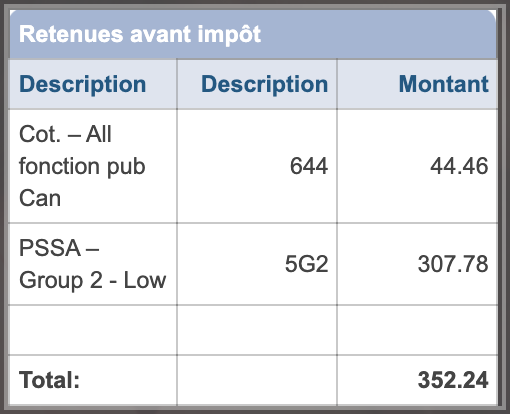 Retenues avant impôt
Description Description Montant
Cot. – All
fonction pub
Can
644 44.46
PSSA –
Group 2 - Low
5G2 307.78
Total: 352.24